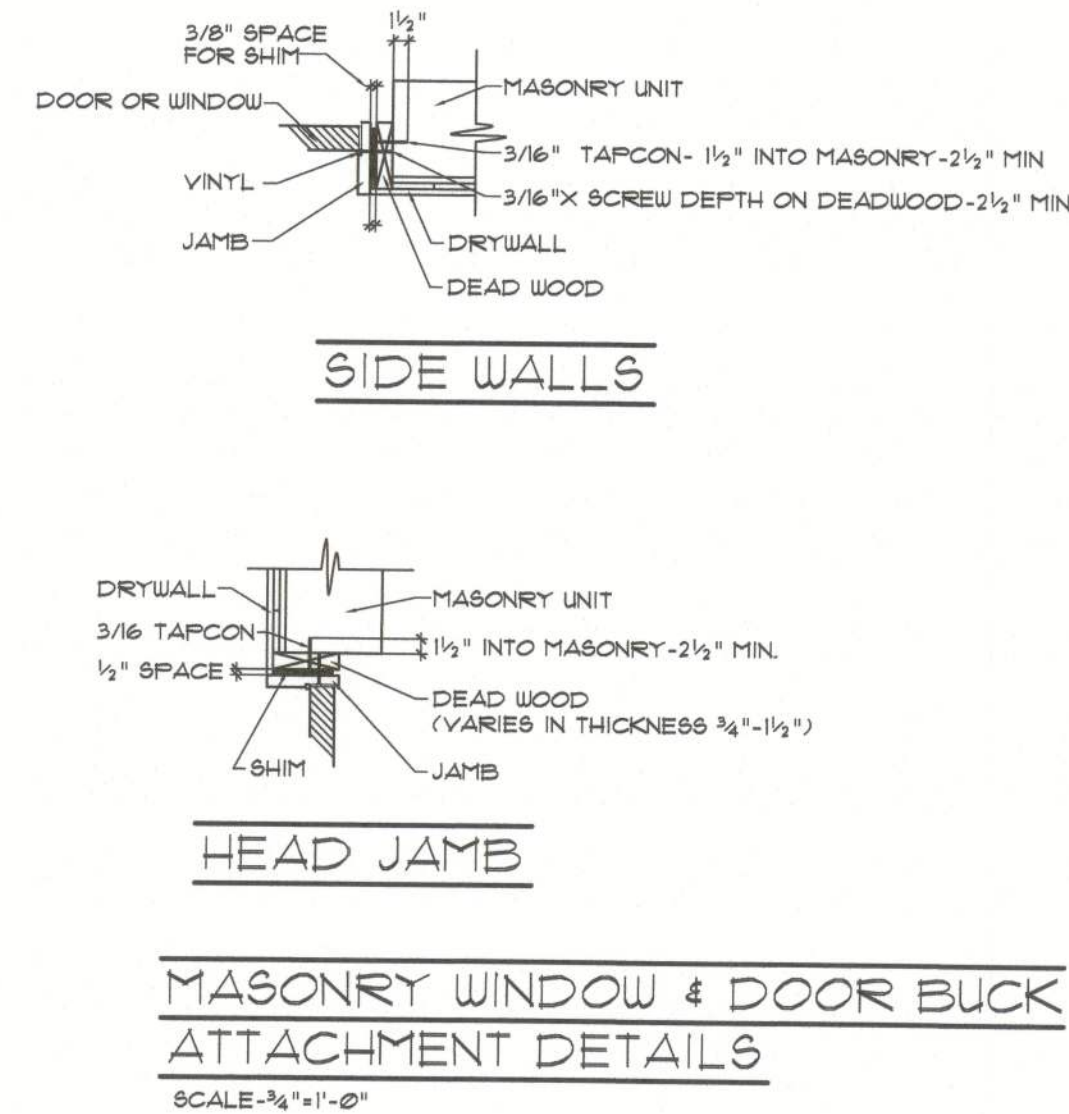 1½"
3/8" SPACE
FOR SHIM
MASONRY UNIT
DOOR OR WINDOW
3/16" TAPCON- 1½" INTO MASONRY-2½" MIN
VINYL
3/16"X SCREW DEPTH ON DEADWOOD-2½" MIN
JAMB
DRYWALL
DEAD WOOD
SIDE WALLS
DRYWALL
MASONRY UNIT
3/16 TAPCON
1½" INTO MASONRY-2½" MIN.
½" SPACE
DEAD WOOD
(VARIES IN THICKNESS ¾"-1½")
SHIM
JAMB
HEAD JAMB
MASONRY WINDOW & DOOR BUCK
ATTACHMENT DETAILS
SCALE-¾"=1'-0"